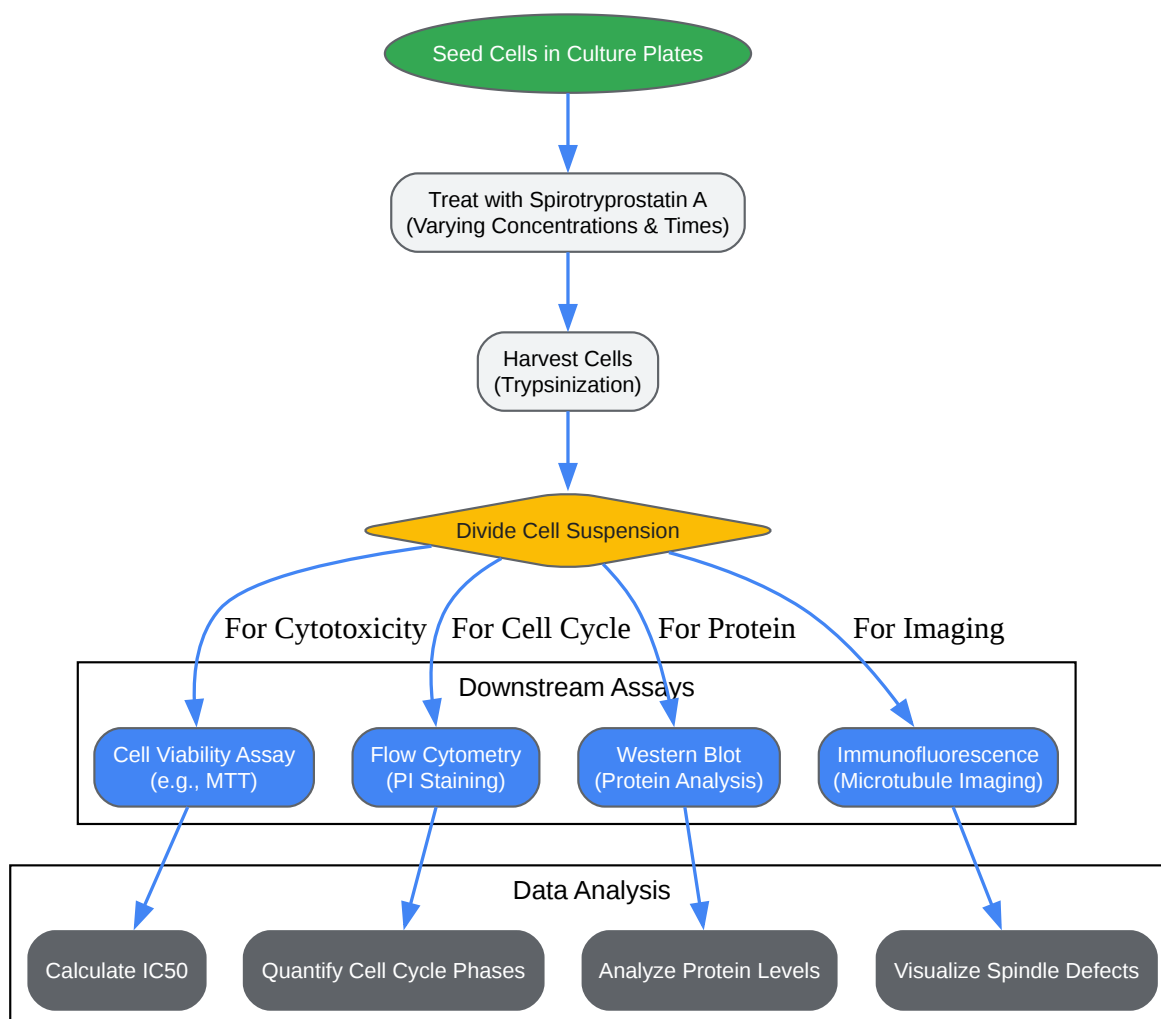 Seed Cells in Culture Plates
Treat with Spirotryprostatin A
(Varying Concentrations & Times)
Harvest Cells
(Trypsinization)
Divide Cell Suspension
For Cytotoxicity
For Cell Cycle
For Protein
For Imaging
Downstream Assays
Cell Viability Assay
(e.g., MTT)
Flow Cytometry
(PI Staining)
Western Blot
(Protein Analysis)
Immunofluorescence
(Microtubule Imaging)
Data Analysis
Calculate IC50
Quantify Cell Cycle Phases
Analyze Protein Levels
Visualize Spindle Defects